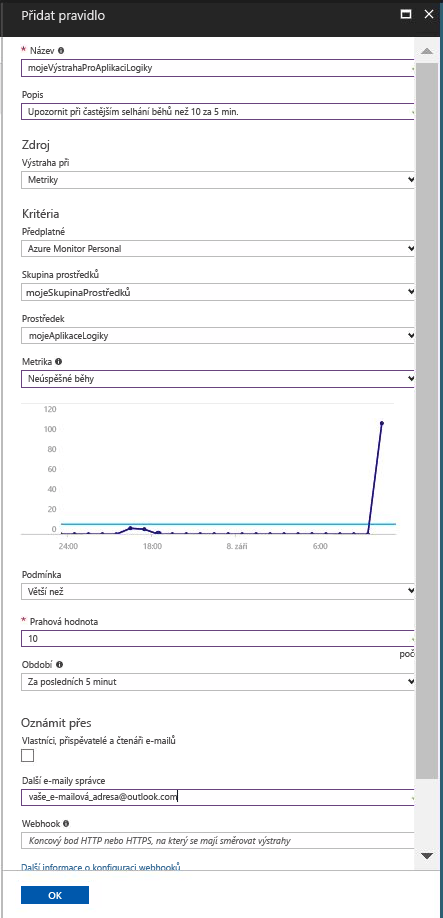 Přidat pravidlo
* Název
mojeVýstrahaProAplikaciLogiky
Popis
Upozornit při častějším selhání běhů než 10 za 5 min.
Zdroj
Výstraha při
Metriky
Kritéria
Předplatné
Azure Monitor Personal
Skupina prostředků
mojeSkupinaProstředků
Prostředek
mojeAplikaceLogiky
Metrika
Neúspěšné běhy
120
100
80
60
40
20
0
24:00 18:00 8. září 6:00
Podmínka
Větší než
* Prahová hodnota
10
poč
Období
Za posledních 5 minut
Oznámit přes
Vlastníci, přispěvatelé a čtenáři e-mailů
Další e-maily správce
vaše_e-mailová_adresa@outlook.com
Webhook
Koncový bod HTTP nebo HTTPS, na který se mají směrovat výstrahy
Další informace o konfiguraci webhooků
OK